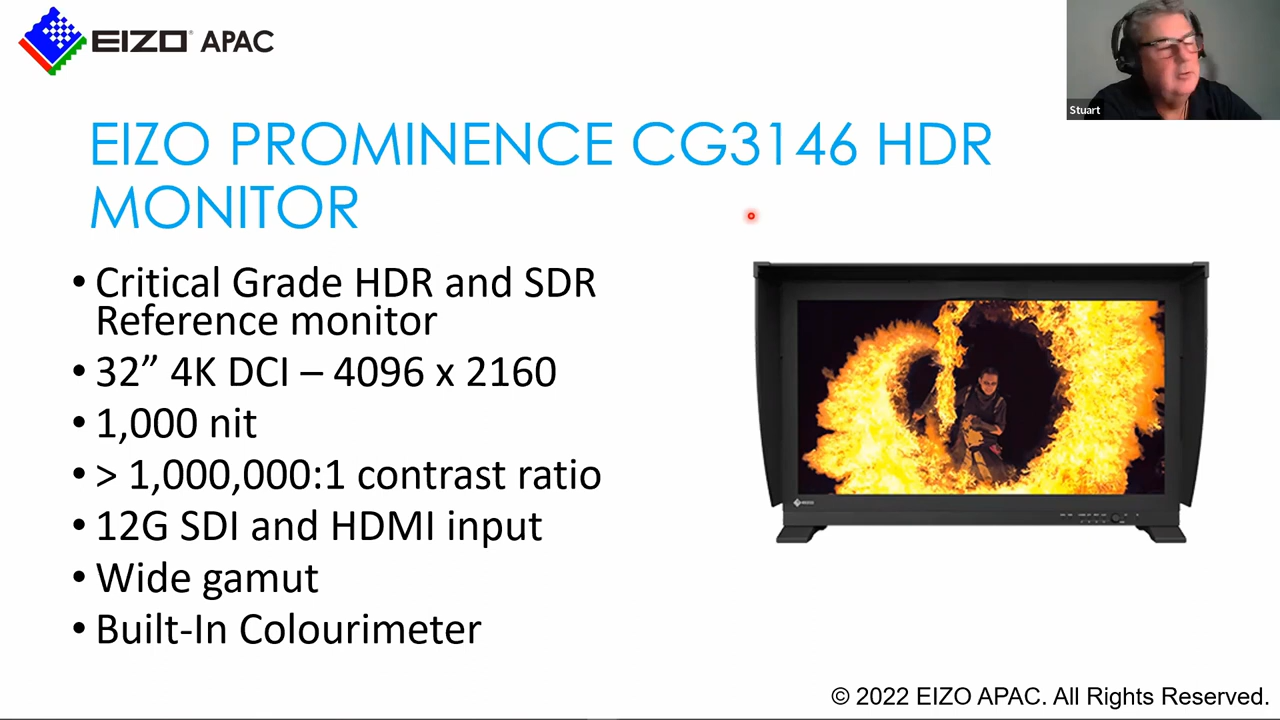 EIZO® APAC
Stuart
EIZO PROMINENCE CG3146 HDR
MONITOR
• Critical Grade HDR and SDR
Reference monitor
• 32” 4K DCI – 4096 x 2160
• 1,000 nit
• > 1,000,000:1 contrast ratio
• 12G SDI and HDMI input
• Wide gamut
• Built-In Colourimeter
EIZO
© 2022 EIZO APAC. All Rights Reserved.